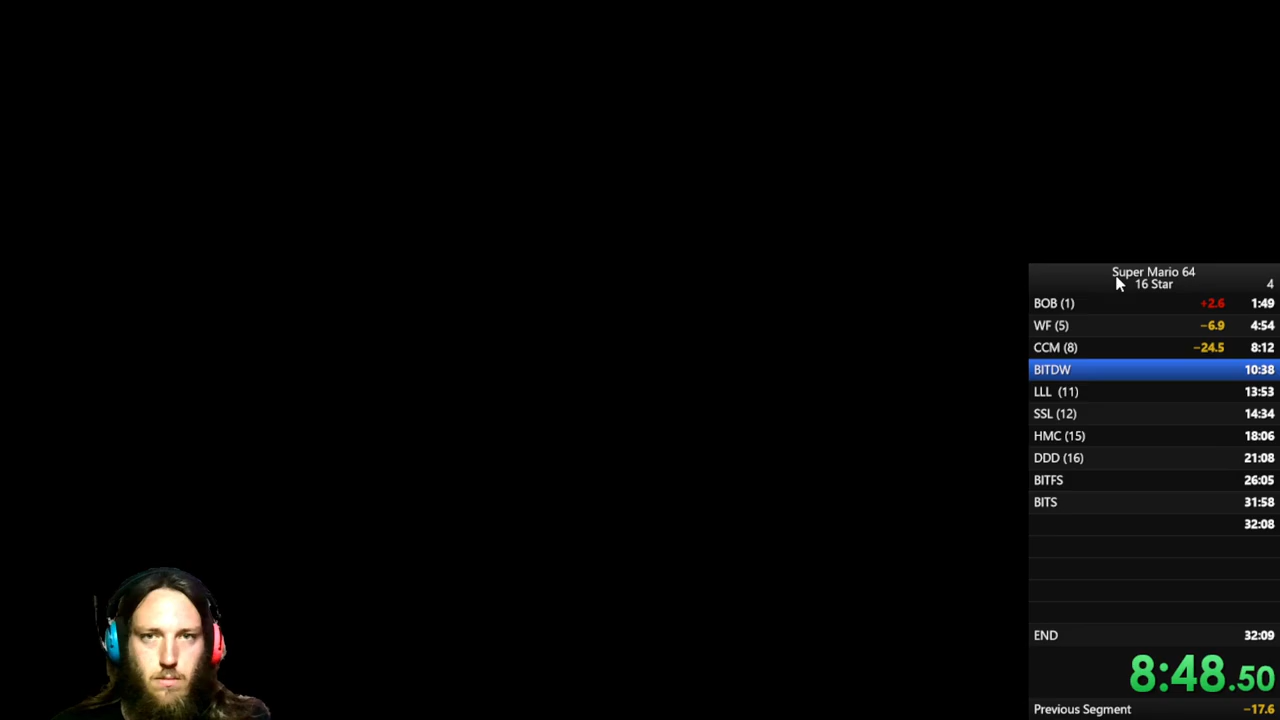 Super Mario 64
16 Star 4
BOB (1) +2.6 1:49
WF (5) −6.9 4:54
CCM (8) −24.5 8:12
BITDW 10:38
LLL (11) 13:53
SSL (12) 14:34
HMC (15) 18:06
DDD (16) 21:08
BITFS 26:05
BITS 31:58
32:08
END 32:09
8:48.50
Previous Segment −17.6